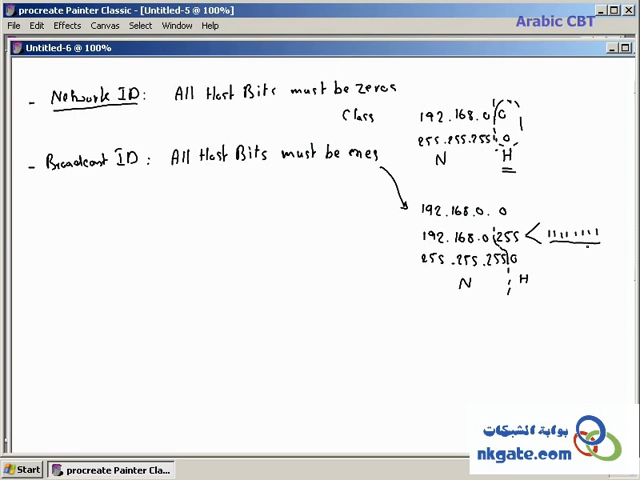 procreate Painter Classic - [Untitled-5 @ 100%]
Arabic CBT
File Edit Effects Canvas Select Window Help
Untitled-6 @ 100%
- Network ID: All Host Bits must be zeros
Class
192.168.0 0
255.255.255 0
N H
- Broadcast ID: All Host Bits must be ones
192.168.0.0
192.168.0 255 < 11111111
255.255.255 0
N H
بوابة الشبكات
nkgate.com
Start procreate Painter Cla...